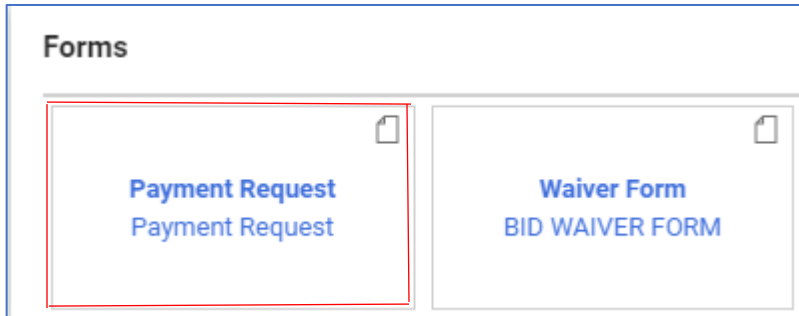 Forms
Payment Request
Payment Request
Waiver Form
BID WAIVER FORM